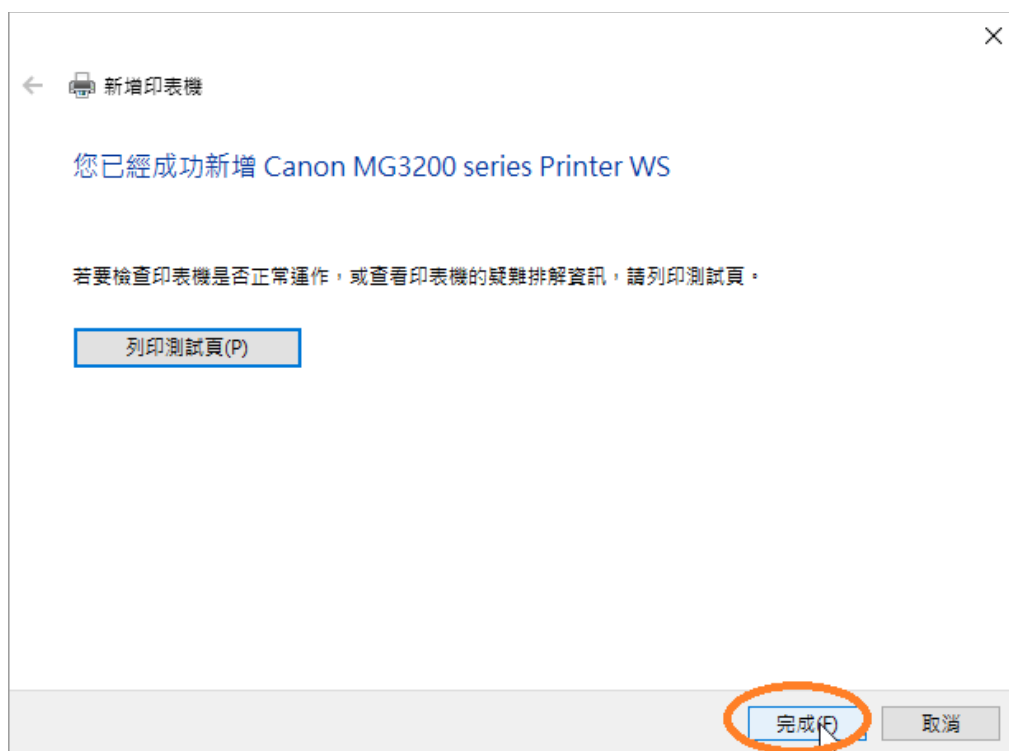 新增印表機
您已經成功新增 Canon MG3200 series Printer WS
若要檢查印表機是否正常運作，或查看印表機的疑難排解資訊，請列印測試頁。
列印測試頁(P)
完成(F)
取消